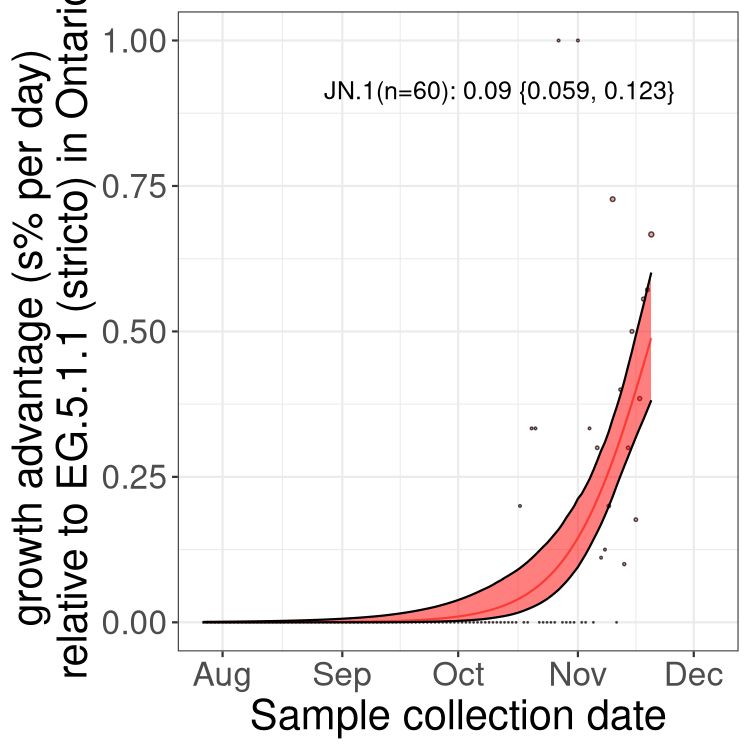 growth advantage (s% per day)
relative to EG.5.1.1 (stricto) in Ontario
1.00
0.75
0.50
0.25
0.00
JN.1(n=60): 0.09 {0.059, 0.123}
Aug Sep Oct Nov Dec
Sample collection date